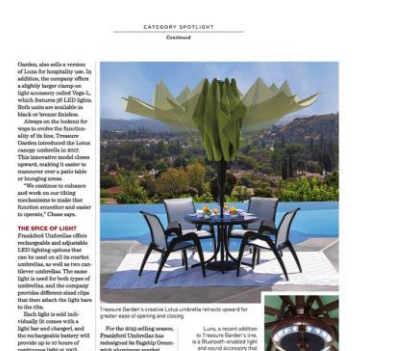 CATEGORY SPOTLIGHT
Continued
Garden, also sells a version
of Luna for hospitality use. In
addition, the company offers
a slightly larger clamp-on
light accessory called Vega-L,
which features 36 LED lights.
Both units are available in
black or bronze finishes.
Always on the lookout for
ways to evolve the function-
ality of its line, Treasure
Garden introduced the Lotus
canopy umbrella in 2017.
This innovative model closes
upward, making it easier to
maneuver over a patio table
or lounging areas.
"We continue to enhance
and work on our tilting
mechanisms to make that
function smoother and easier
to operate," Chase says.
THE SPICE OF LIGHT
Frankford Umbrellas offers
rechargeable and adjustable
LED lighting options that
can be used on all its market
umbrellas, as well as two can-
tilever umbrellas. The same
light is used for both types of
umbrellas, and the company
provides different-sized clips
that then attach the light bars
to the ribs.
Each light is sold indi-
vidually (it comes with a
light bar and charger), and
the rechargeable battery will
provide up to 10 hours of
continuous light at 100%
Treasure Garden's creative Lotus umbrella retracts upward for
greater ease of opening and closing
For the 2019 selling season,
Frankford Umbrellas has
redesigned its flagship Green-
wich aluminum market
Luna, a recent addition
to Treasure Garden's line,
is a Bluetooth-enabled light
and sound accessory that